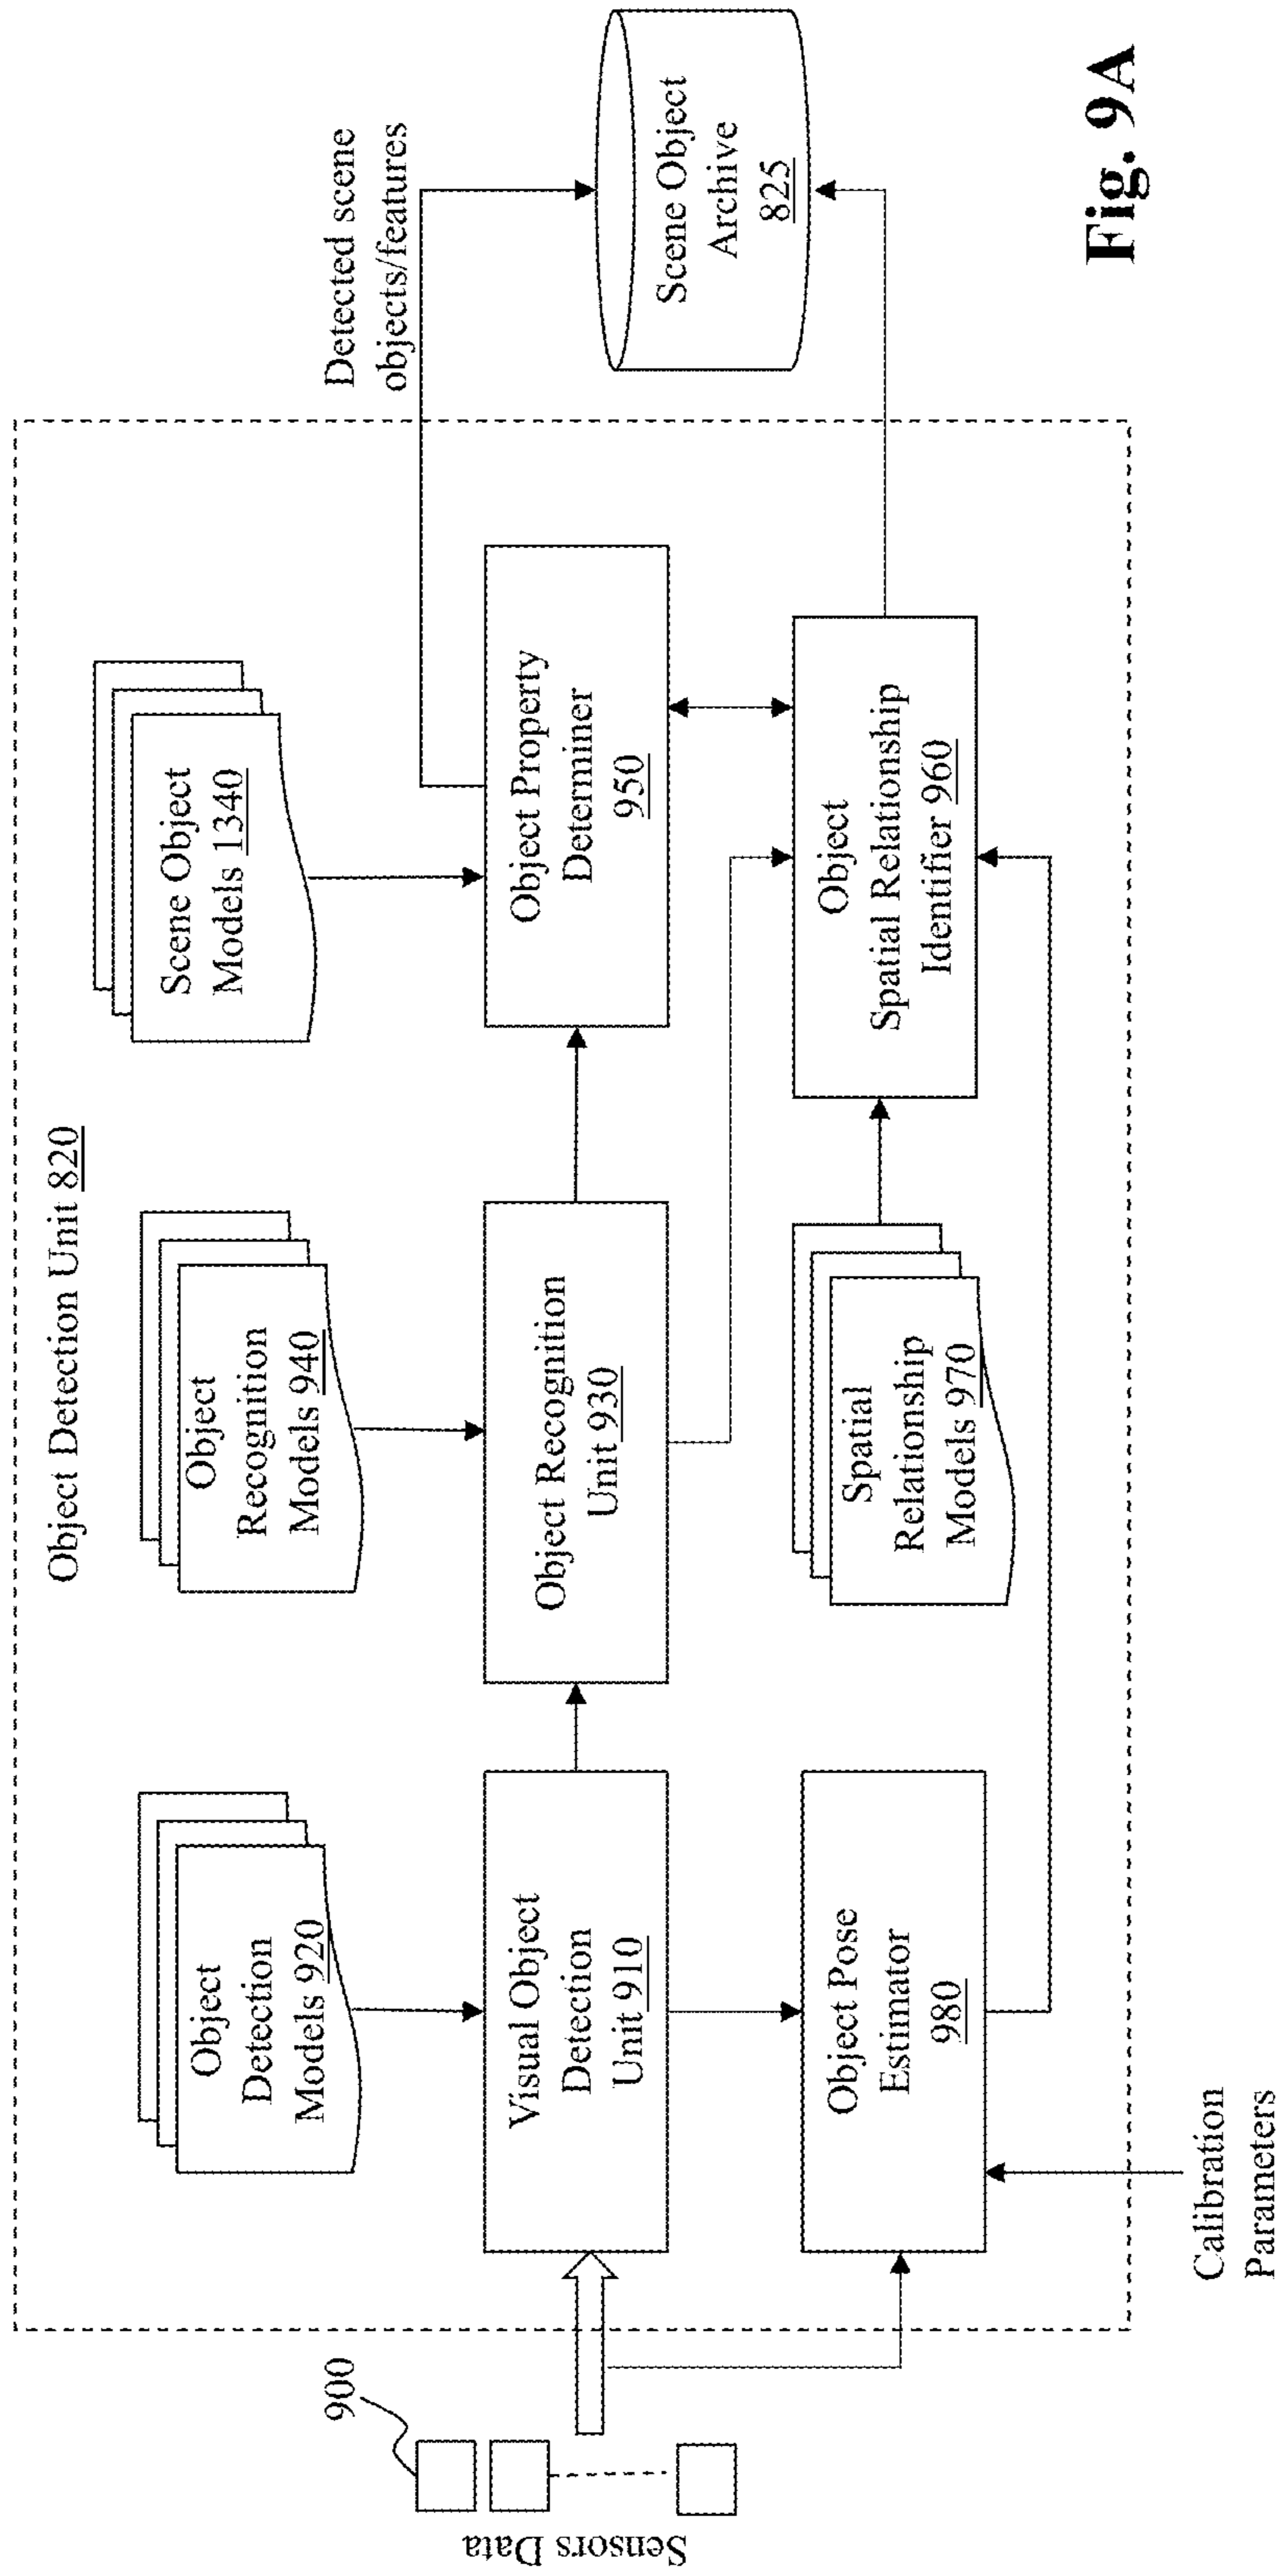 Object Detection Unit 820
Object
Detection
Models 920
Object
Recognition
Models 940
Scene Object
Models 1340
Detected scene
objects/features
900
Sensors Data
Visual Object
Detection
Unit 910
Object Recognition
Unit 930
Object Property
Determiner
950
Scene Object
Archive
825
Object Pose
Estimator
980
Spatial
Relationship
Models 970
Object
Spatial Relationship
Identifier 960
Calibration
Parameters
Fig. 9A